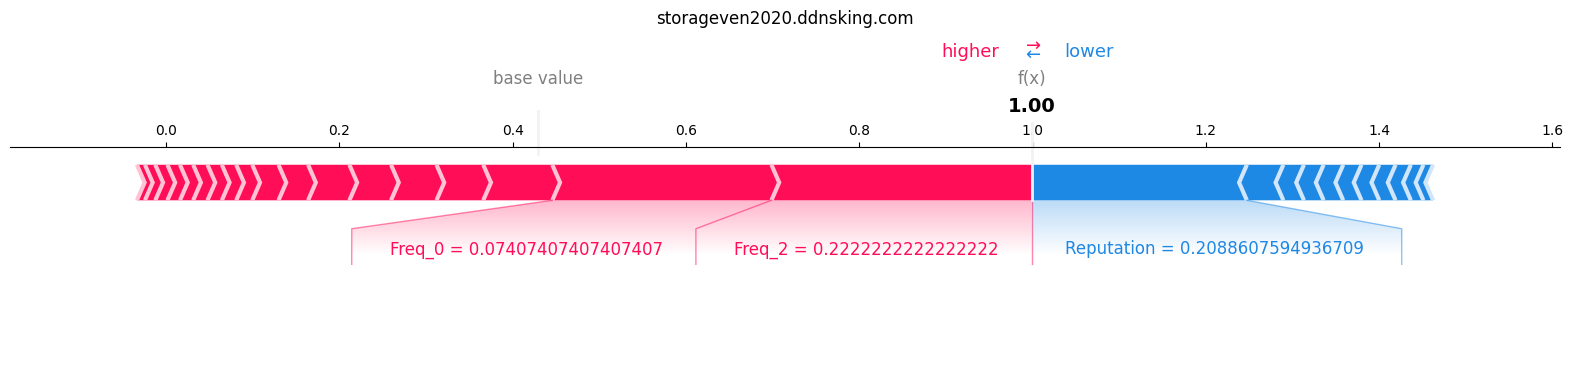 storageven2020.ddnsking.com
higher ⇄ lower
base value f(x)
1.00
0.0 0.2 0.4 0.6 0.8 1.0 1.2 1.4 1.6
Freq_0 = 0.07407407407407407 Freq_2 = 0.2222222222222222 Reputation = 0.2088607594936709